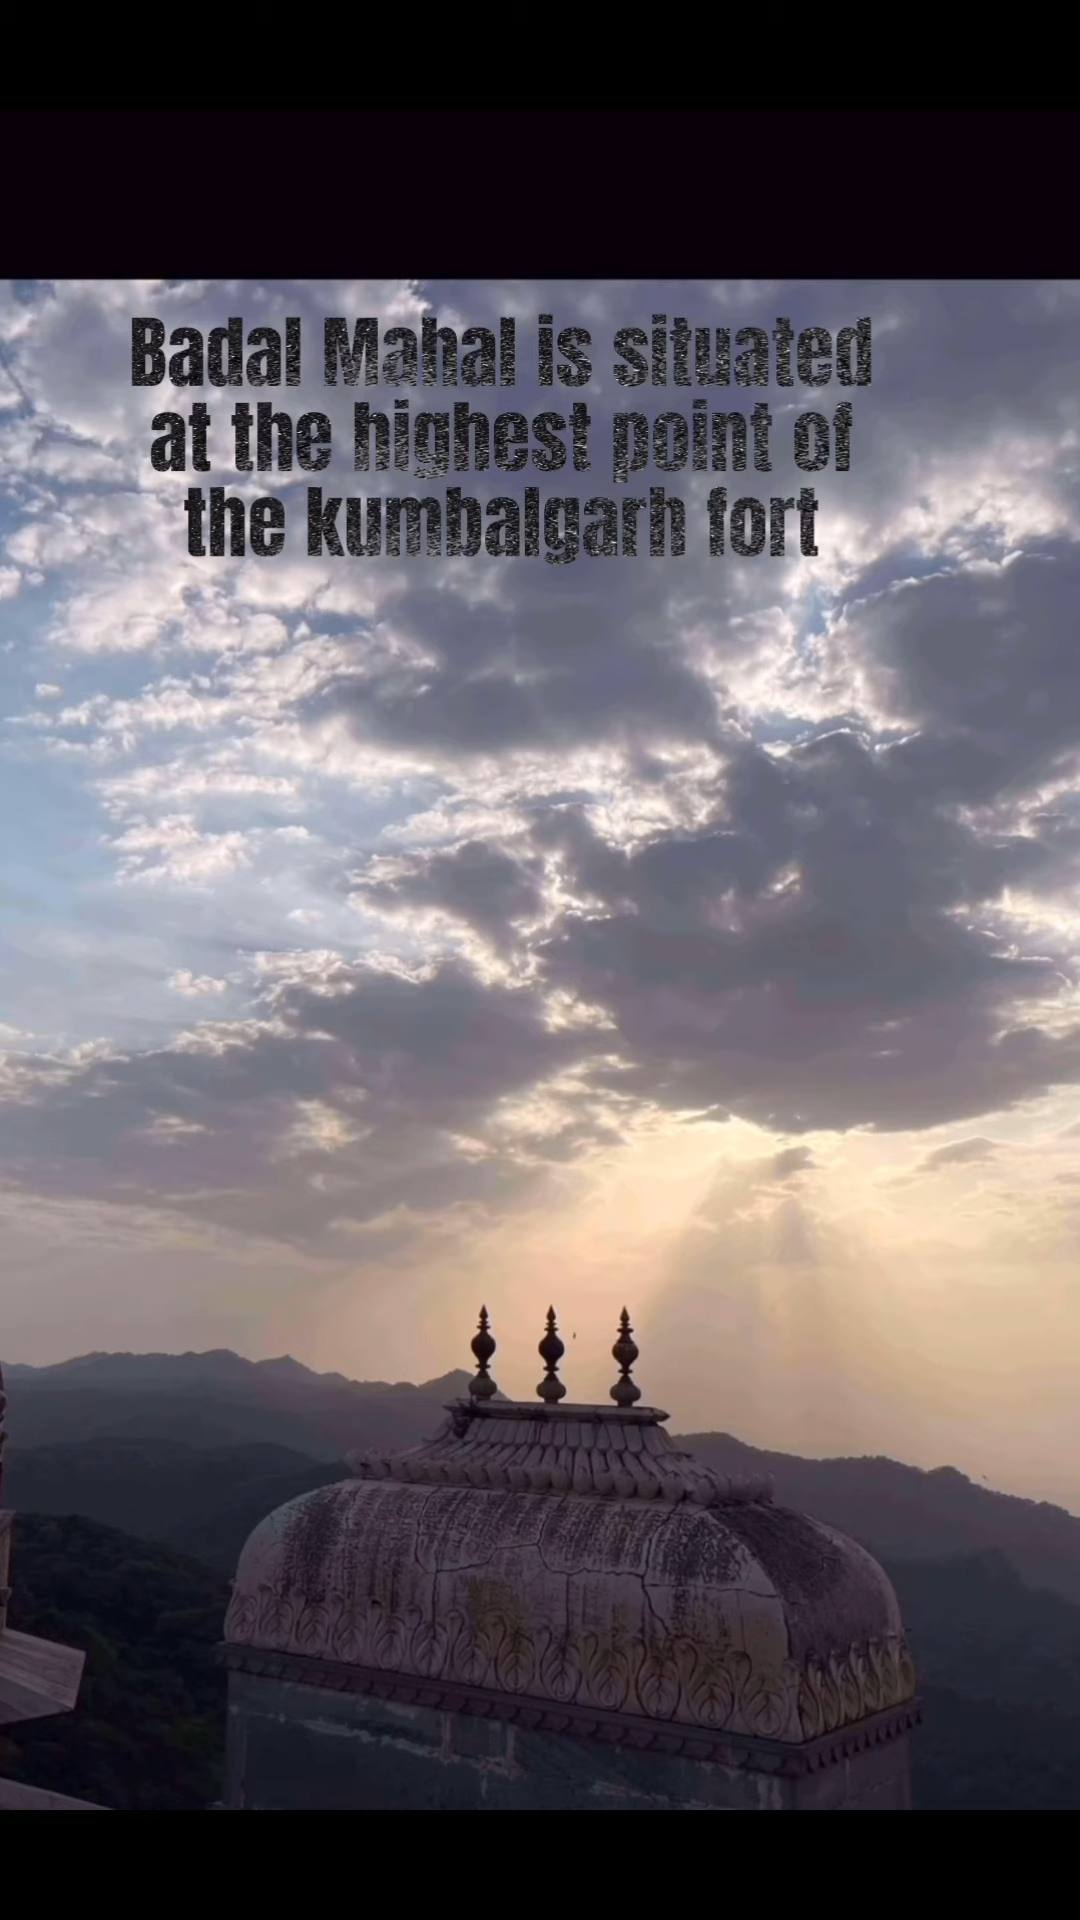 Badal Mahal is situated
at the highest point of
the kumbalgarh fort